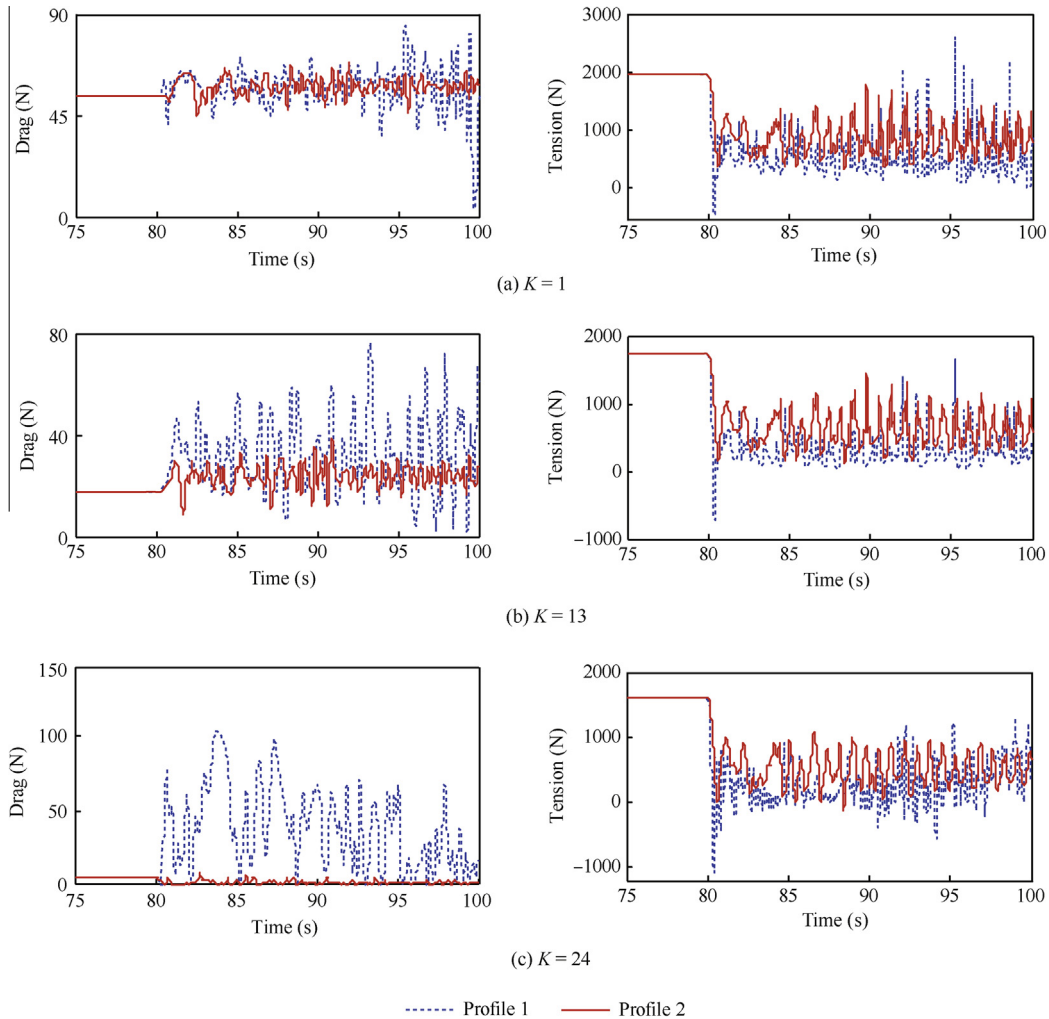 90
45
0
Drag (N)
75 80 85 90 95 100
Time (s)
3000
2000
1000
0
Tension (N)
75 80 85 90 95 100
Time (s)
(a) K = 1
80
40
0
Drag (N)
75 80 85 90 95 100
Time (s)
2000
1000
0
−1000
Tension (N)
75 80 85 90 95 100
Time (s)
(b) K = 13
150
100
50
0
Drag (N)
75 80 85 90 95 100
Time (s)
2000
1000
0
−1000
Tension (N)
75 80 85 90 95 100
Time (s)
(c) K = 24
Profile 1 Profile 2